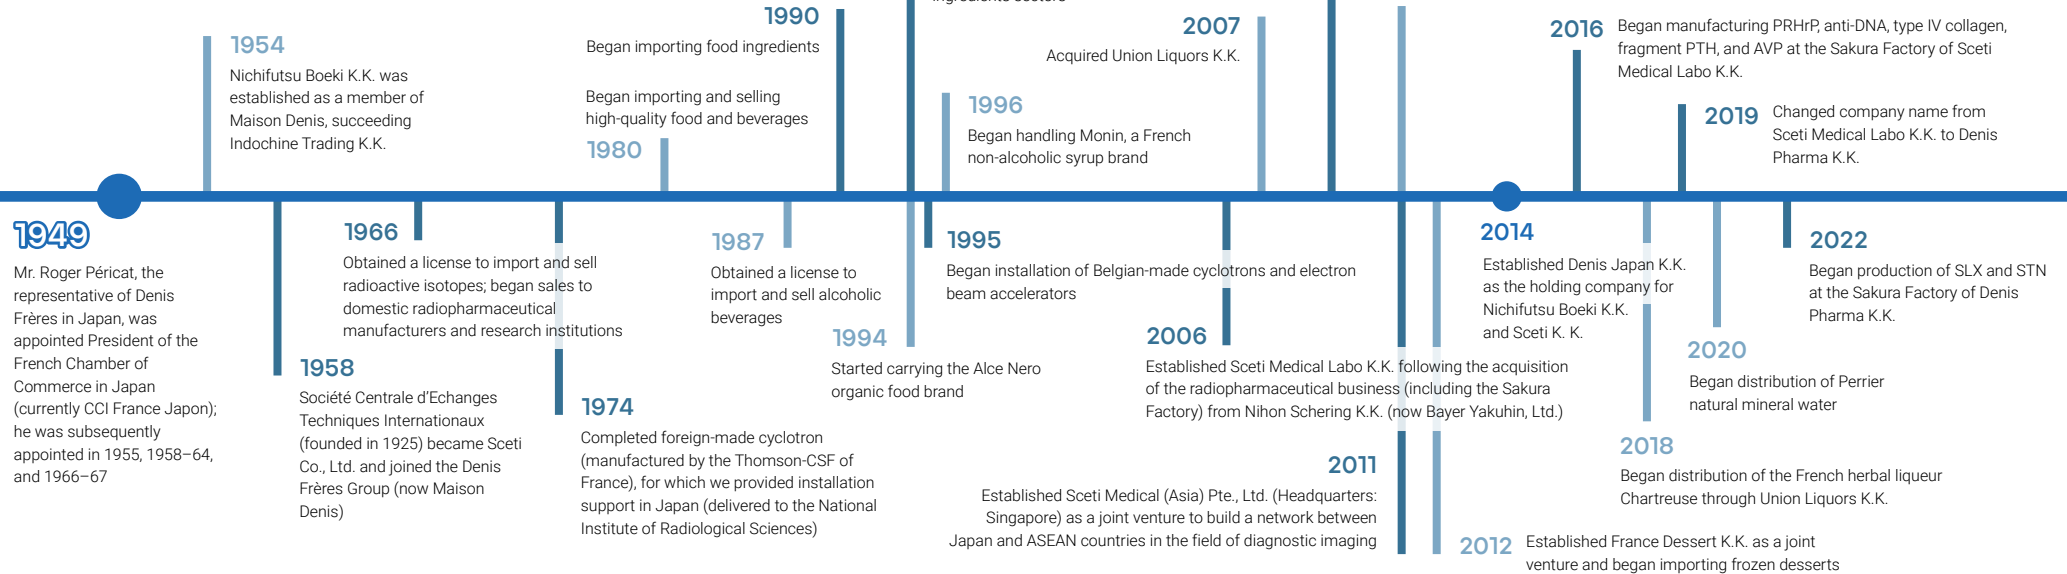 1954
Nichifutsu Boeki K.K. was
established as a member of
Maison Denis, succeeding
Indochine Trading K.K.
1990
Began importing food ingredients
Began importing and selling
high-quality food and beverages
1980
1996
Began handling Monin, a French
non-alcoholic syrup brand
2007
Acquired Union Liquors K.K.
2016
Began manufacturing PRHrP, anti-DNA, type IV collagen,
fragment PTH, and AVP at the Sakura Factory of Sceti
Medical Labo K.K.
2019
Changed company name from
Sceti Medical Labo K.K. to Denis
Pharma K.K.
1949
Mr. Roger Péricat, the
representative of Denis
Frères in Japan, was
appointed President of the
French Chamber of
Commerce in Japan
(currently CCI France Japon);
he was subsequently
appointed in 1955, 1958–64,
and 1966–67
1958
Société Centrale d'Echanges
Techniques Internationaux
(founded in 1925) became Sceti
Co., Ltd. and joined the Denis
Frères Group (now Maison
Denis)
1966
Obtained a license to import and sell
radioactive isotopes; began sales to
domestic radiopharmaceutical
manufacturers and research institutions
1974
Completed foreign-made cyclotron
(manufactured by the Thomson-CSF of
France), for which we provided installation
support in Japan (delivered to the National
Institute of Radiological Sciences)
1987
Obtained a license to
import and sell alcoholic
beverages
1994
Started carrying the Alce Nero
organic food brand
1995
Began installation of Belgian-made cyclotrons and electron
beam accelerators
2006
Established Sceti Medical Labo K.K. following the acquisition
of the radiopharmaceutical business (including the Sakura
Factory) from Nihon Schering K.K. (now Bayer Yakuhin, Ltd.)
2011
Established Sceti Medical (Asia) Pte., Ltd. (Headquarters:
Singapore) as a joint venture to build a network between
Japan and ASEAN countries in the field of diagnostic imaging
2012
Established France Dessert K.K. as a joint
venture and began importing frozen desserts
2014
Established Denis Japan K.K.
as the holding company for
Nichifutsu Boeki K.K.
and Sceti K. K.
2018
Began distribution of the French herbal liqueur
Chartreuse through Union Liquors K.K.
2020
Began distribution of Perrier
natural mineral water
2022
Began production of SLX and STN
at the Sakura Factory of Denis
Pharma K.K.